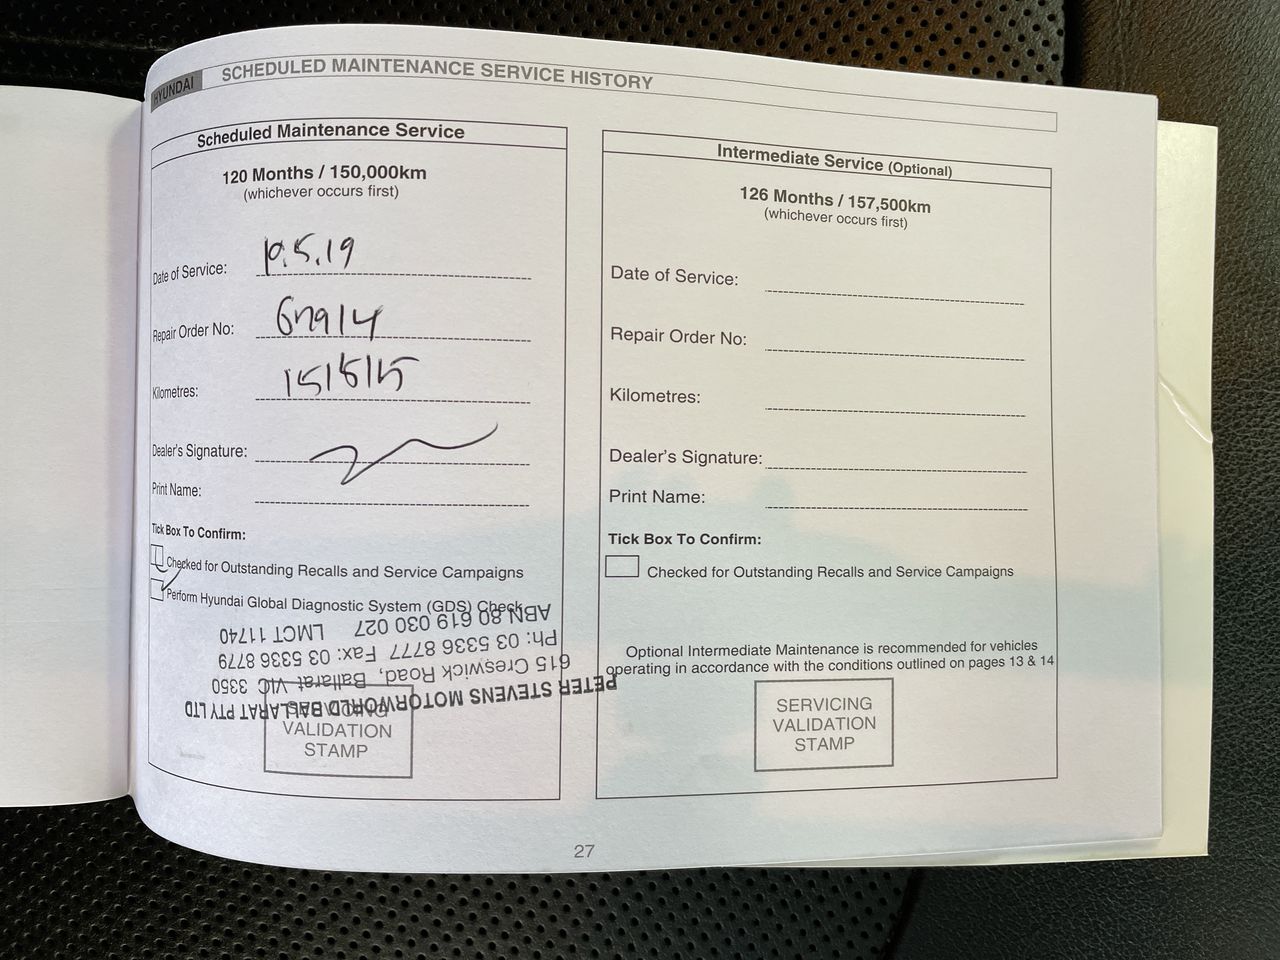 HYUNDAI SCHEDULED MAINTENANCE SERVICE HISTORY
Scheduled Maintenance Service
120 Months / 150,000km
(whichever occurs first)
Date of Service: 10.5.19
Repair Order No:
Kilometres: 151515
Dealer's Signature:
Print Name:
Tick Box To Confirm:
Checked for Outstanding Recalls and Service Campaigns
Perform Hyundai Global Diagnostic System (GDS) Check
PETER STEVENS MOTORWORLD BALLARAT PTY LTD
615 Creswick Road, Ballarat VIC 3350
Ph: 03 5336 8777 Fax: 03 5336 8779
ABN 80 619 030 027 LMCT 11740
VALIDATION
STAMP
Intermediate Service (Optional)
126 Months / 157,500km
(whichever occurs first)
Date of Service:
Repair Order No:
Kilometres:
Dealer's Signature:
Print Name:
Tick Box To Confirm:
Checked for Outstanding Recalls and Service Campaigns
Optional Intermediate Maintenance is recommended for vehicles
operating in accordance with the conditions outlined on pages 13 & 14
SERVICING
VALIDATION
STAMP
27